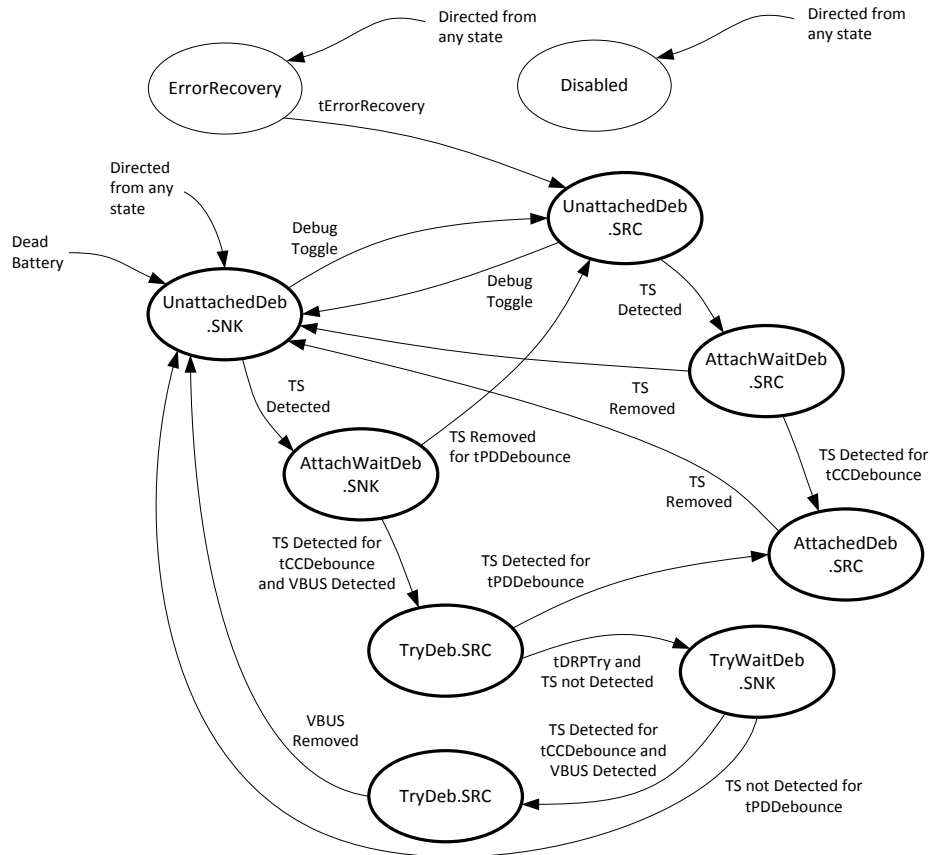 Directed from
any state
Directed from
any state
ErrorRecovery
Disabled
tErrorRecovery
Directed
from any
state
UnattachedDeb
.SRC
Dead
Battery
Debug
Toggle
UnattachedDeb
.SNK
Debug
Toggle
TS
Detected
AttachWaitDeb
.SRC
TS
Detected
TS
Removed
AttachWaitDeb
.SNK
TS Removed
for tPDDebounce
TS Detected for
tCCDebounce
TS
Removed
AttachedDeb
.SRC
TS Detected for
tCCDebounce
and VBUS Detected
TS Detected for
tPDDebounce
TryDeb.SRC
tDRPTry and
TS not Detected
TryWaitDeb
.SNK
VBUS
Removed
TS Detected for
tCCDebounce and
VBUS Detected
TryDeb.SRC
TS not Detected for
tPDDebounce